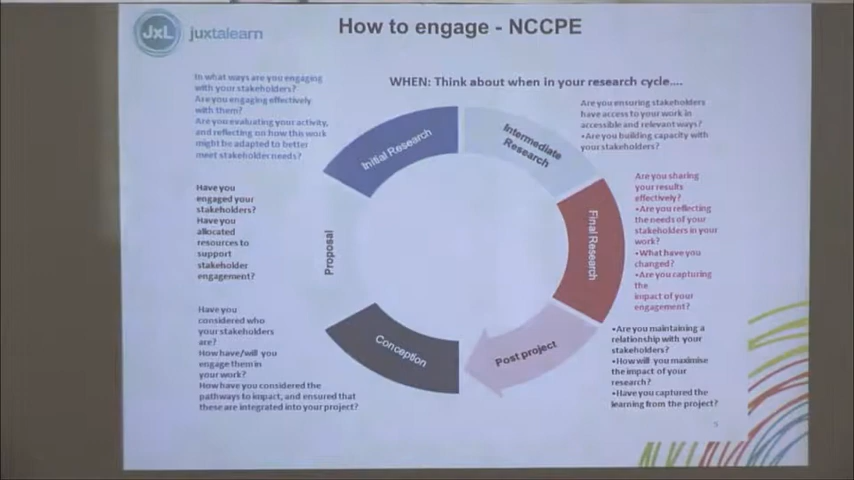 JxL juxtalearn
How to engage - NCCPE
WHEN: Think about when in your research cycle....
In what ways are you engaging
with your stakeholders?
Are you engaging effectively
with them?
Are you evaluating your activity,
and reflecting on how this work
might be adapted to better
meet stakeholder needs?
Are you ensuring stakeholders
have access to your work in
accessible and relevant ways?
•Are you building capacity with
your stakeholders?
Initial Research
Intermediate
Research
Have you
engaged your
stakeholders?
Have you
allocated
resources to
support
stakeholder
engagement?
Proposal
Final Research
Are you sharing
your results
effectively?
•Are you reflecting
the needs of your
stakeholders in your
work?
•What have you
changed?
•Are you capturing
the
impact of your
engagement?
Have you
considered who
your stakeholders
are?
How have/will you
engage them in
your work?
How have you considered the
pathways to impact, and ensured that
these are integrated into your project?
Conception
Post project
•Are you maintaining a
relationship with your
stakeholders?
•How will you maximise
the impact of your
research?
•Have you captured the
learning from the project?
5